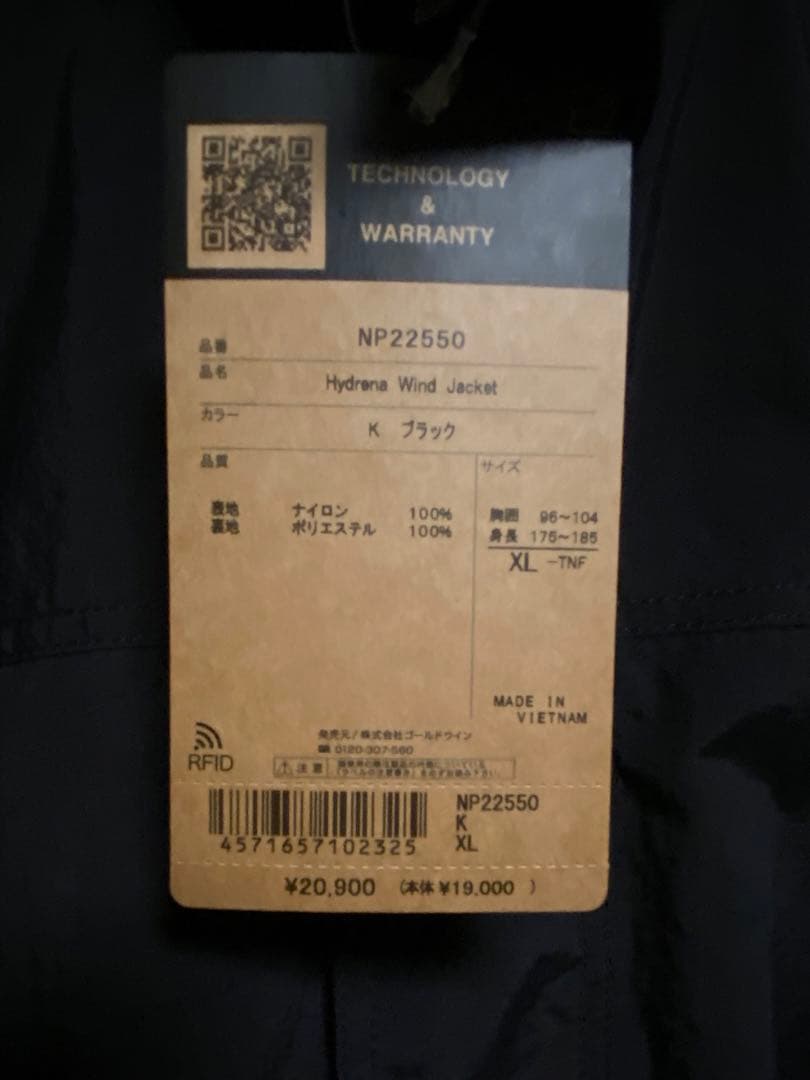 TECHNOLOGY
&
WARRANTY
品番 NP22550
品名 Hydrena Wind Jacket
カラー K ブラック
品質
表地 ナイロン 100%
裏地 ポリエステル 100%
サイズ
胸囲 96~104
身長 175~185
XL -TNF
MADE IN
VIETNAM
発売元/株式会社ゴールドウイン
0120-307-560
RFID
注意
NP22550
K
XL
4571657102325
¥20,900 (本体 ¥19,000 )